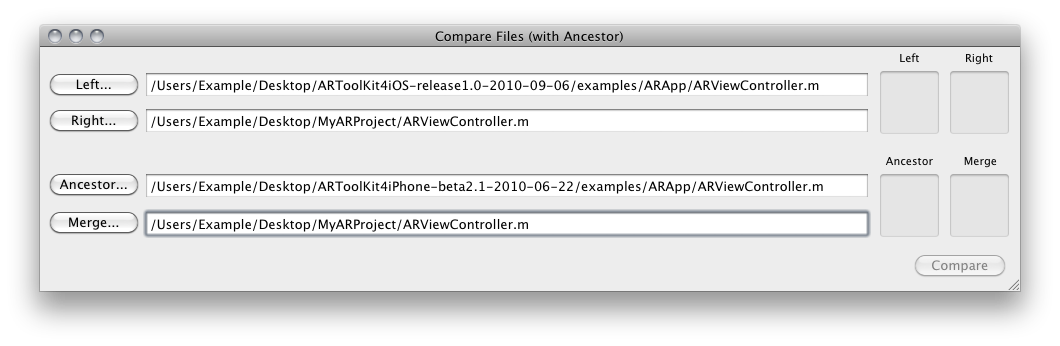 Compare Files (with Ancestor)
Left Right
Left... /Users/Example/Desktop/ARToolKit4iOS-release1.0-2010-09-06/examples/ARApp/ARViewController.m
Right... /Users/Example/Desktop/MyARProject/ARViewController.m
Ancestor Merge
Ancestor... /Users/Example/Desktop/ARToolKit4iPhone-beta2.1-2010-06-22/examples/ARApp/ARViewController.m
Merge... /Users/Example/Desktop/MyARProject/ARViewController.m
Compare